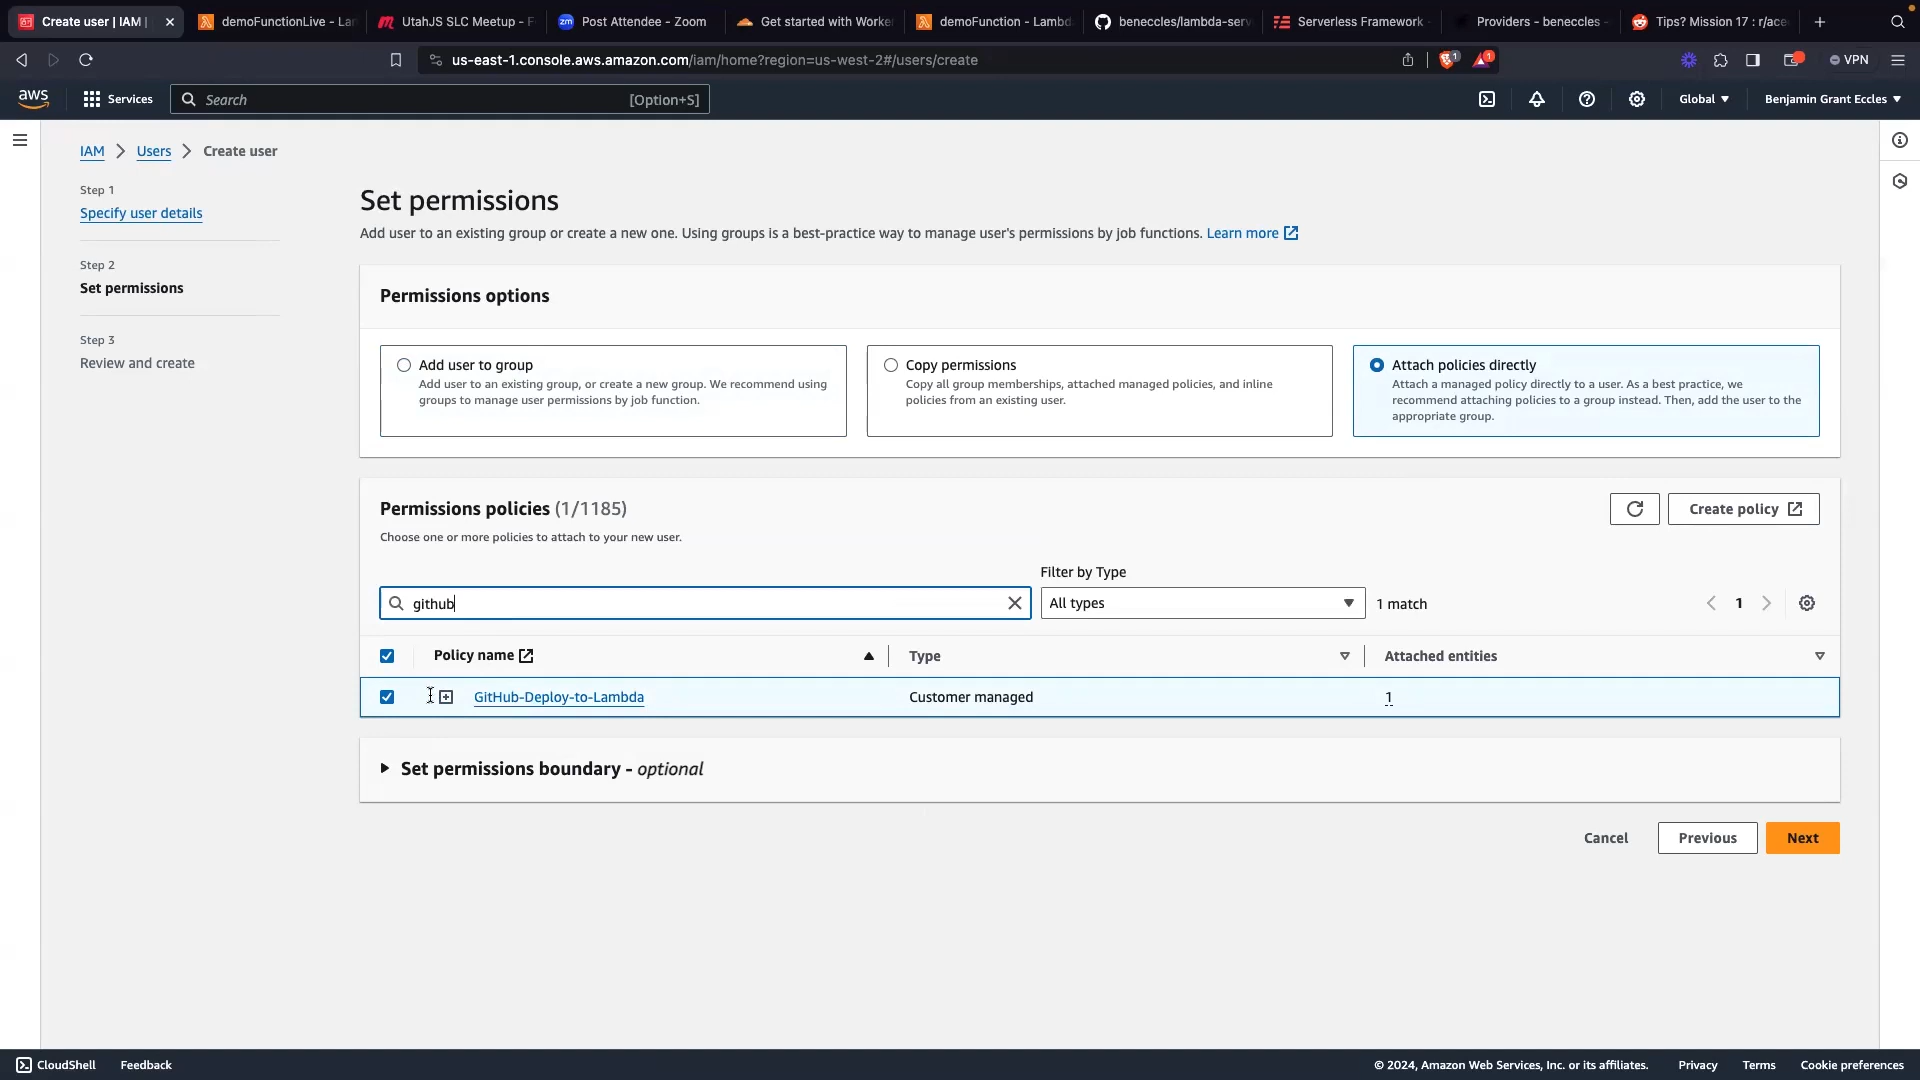 Create user | IAM |
demoFunctionLive - La
UtahJS SLC Meetup - F
zm Post Attendee - Zoom
Get started with Worke
demoFunction - Lambd
beneccles/lambda-serv
Serverless Framework -
Providers - beneccles -
Tips? Mission 17 : r/ace
us-east-1.console.aws.amazon.com/iam/home?region=us-west-2#/users/create
1
1
VPN
aws
Services
Search [Option+S]
Global
Benjamin Grant Eccles
IAM > Users > Create user
Step 1
Specify user details
Step 2
Set permissions
Step 3
Review and create
Set permissions
Add user to an existing group or create a new one. Using groups is a best-practice way to manage user's permissions by job functions. Learn more
Permissions options
Add user to group
Add user to an existing group, or create a new group. We recommend using
groups to manage user permissions by job function.
Copy permissions
Copy all group memberships, attached managed policies, and inline
policies from an existing user.
Attach policies directly
Attach a managed policy directly to a user. As a best practice, we
recommend attaching policies to a group instead. Then, add the user to the
appropriate group.
Permissions policies (1/1185)
Create policy
Choose one or more policies to attach to your new user.
Filter by Type
github
All types
1 match
1
Policy name
Type
Attached entities
GitHub-Deploy-to-Lambda
Customer managed
1
Set permissions boundary - optional
Cancel
Previous
Next
CloudShell
Feedback
© 2024, Amazon Web Services, Inc. or its affiliates.
Privacy
Terms
Cookie preferences